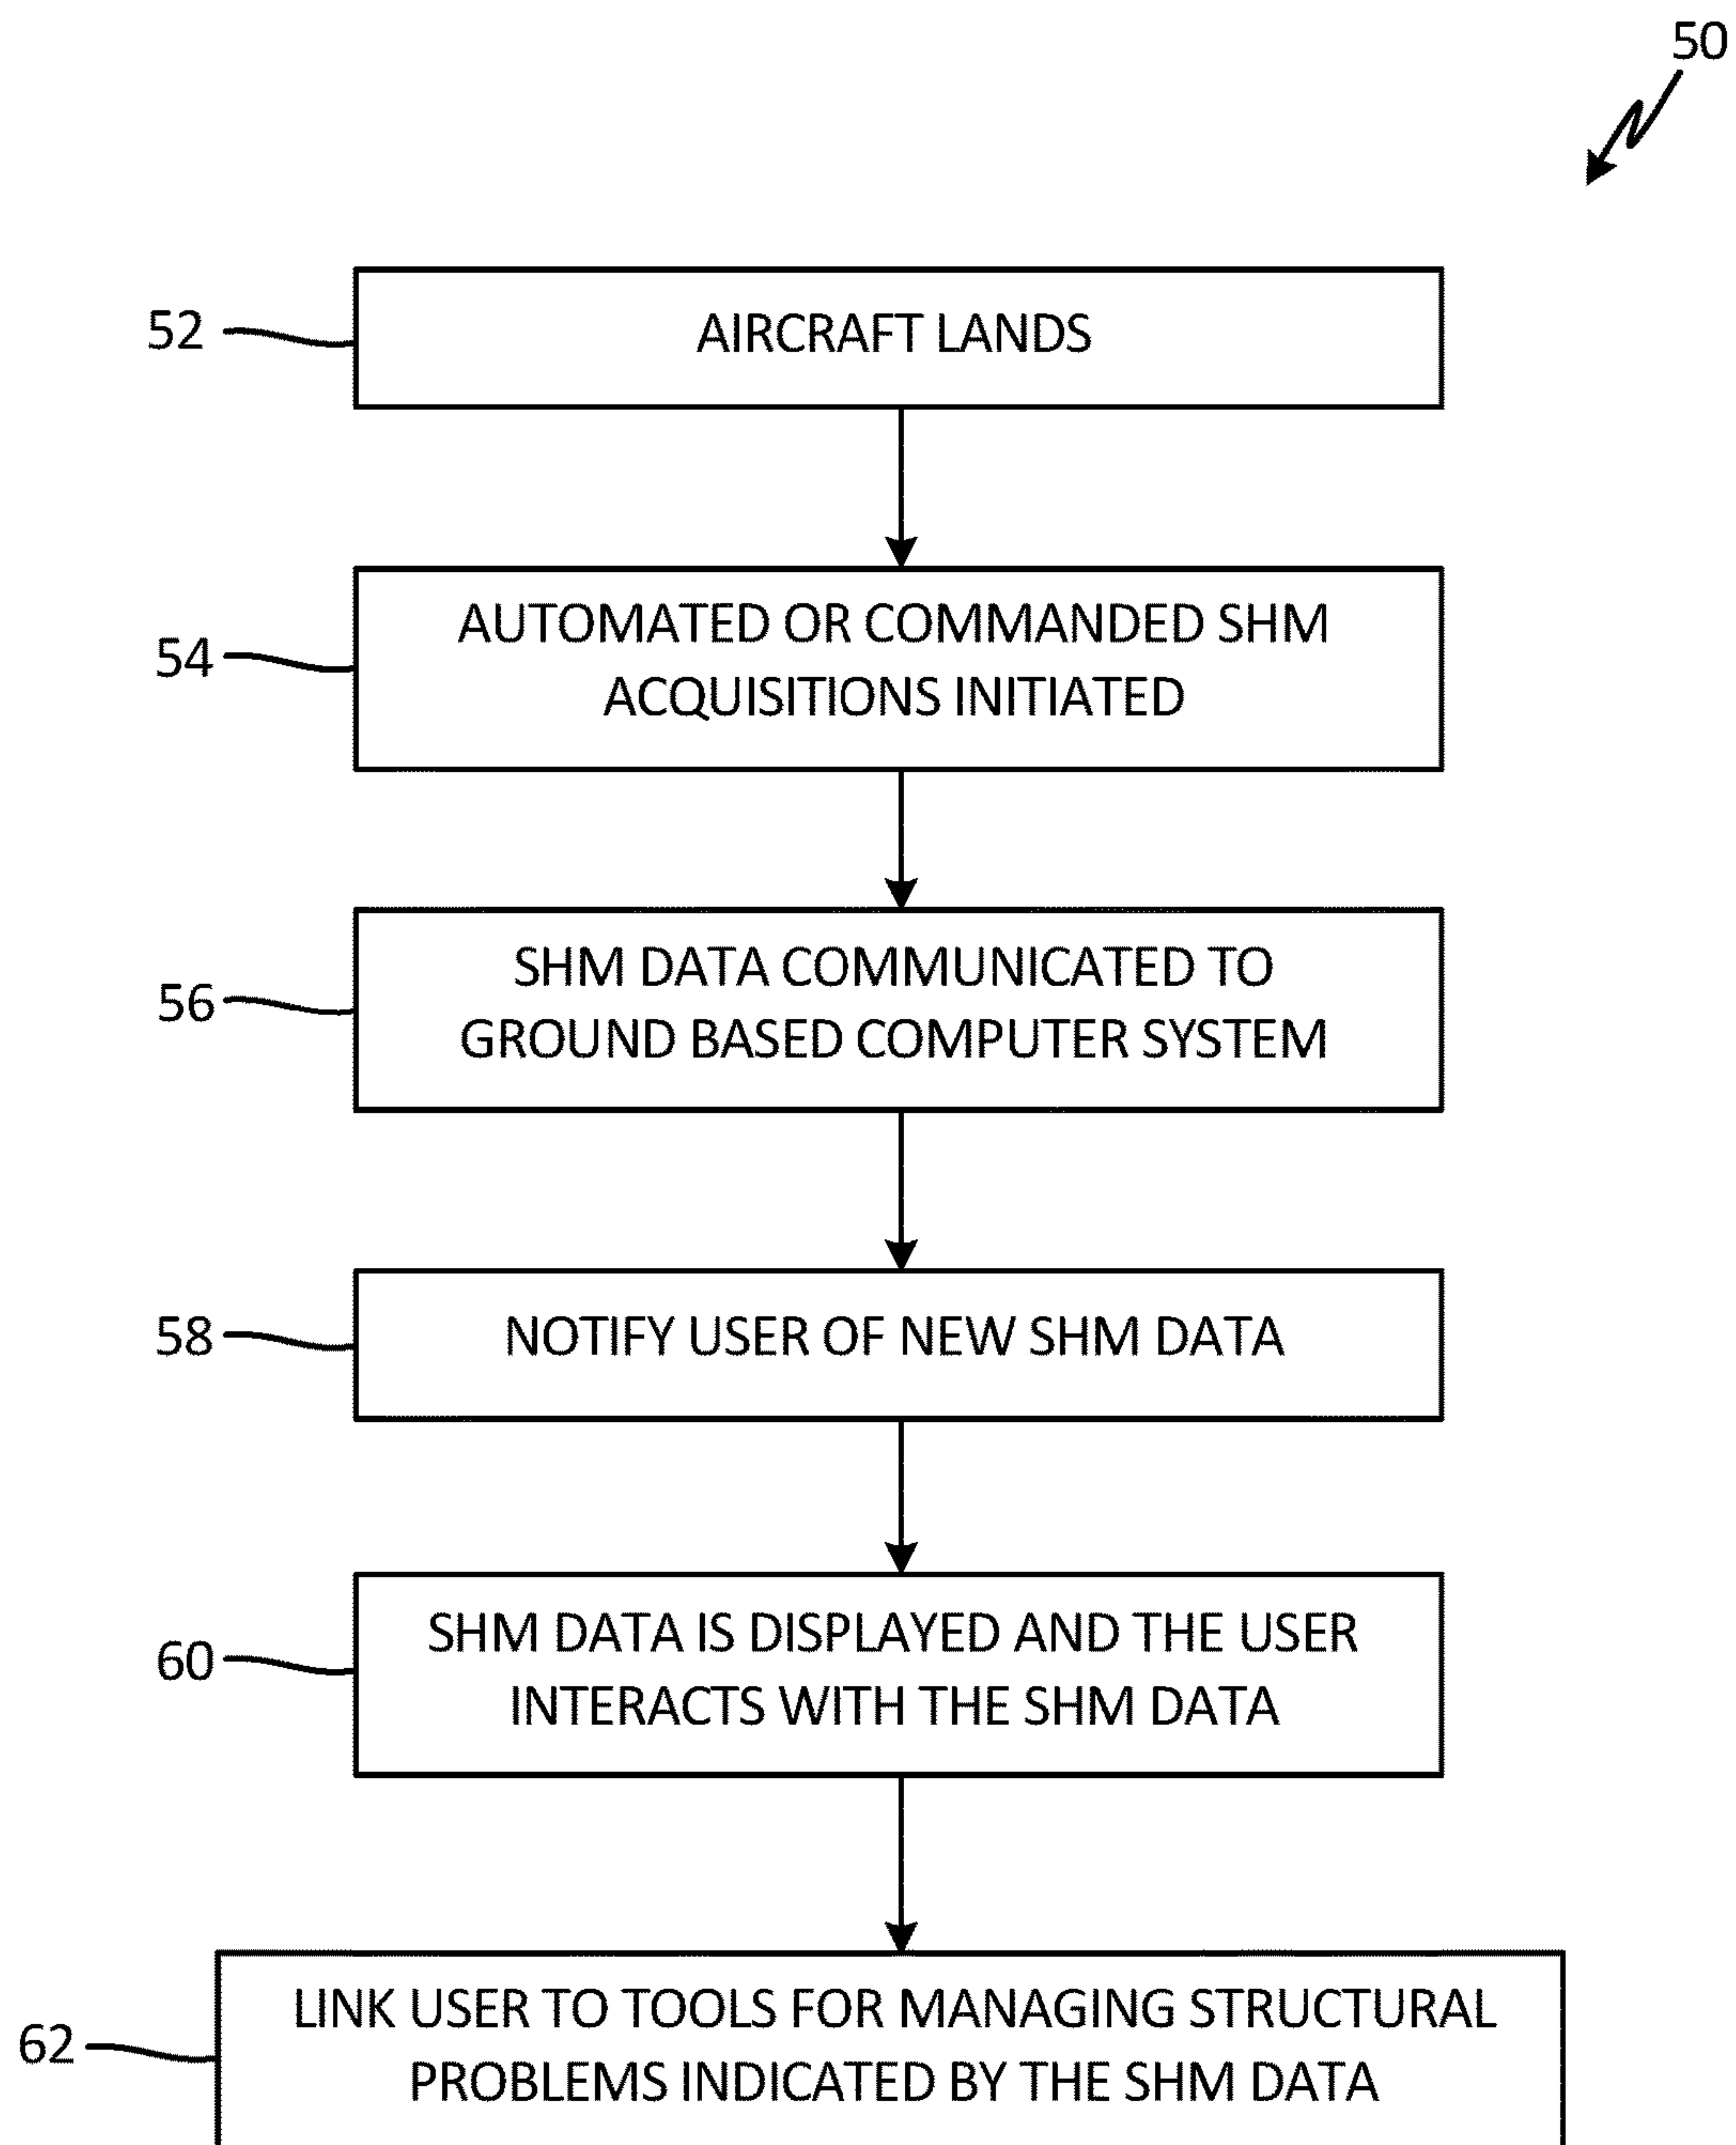 50
52
AIRCRAFT LANDS
54
AUTOMATED OR COMMANDED SHM
ACQUISITIONS INITIATED
56
SHM DATA COMMUNICATED TO
GROUND BASED COMPUTER SYSTEM
58
NOTIFY USER OF NEW SHM DATA
60
SHM DATA IS DISPLAYED AND THE USER
INTERACTS WITH THE SHM DATA
62
LINK USER TO TOOLS FOR MANAGING STRUCTURAL
PROBLEMS INDICATED BY THE SHM DATA